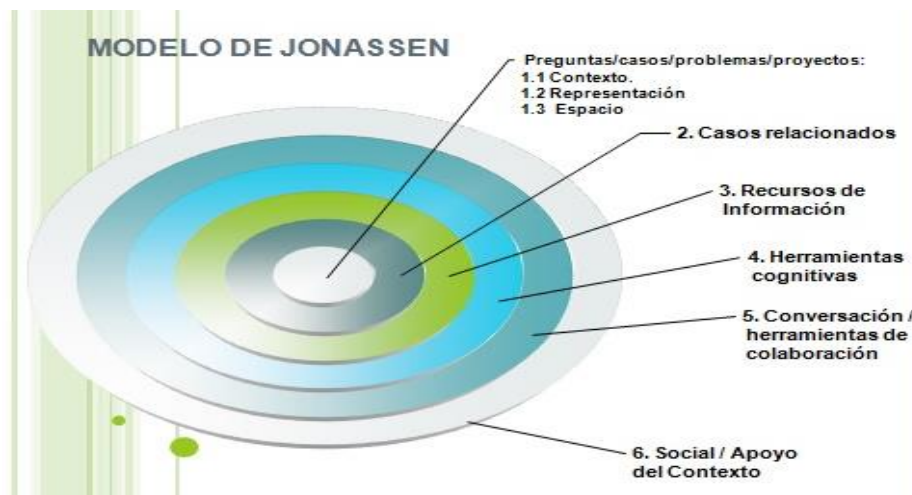 MODELO DE JONASSEN
Preguntas/casos/problemas/proyectos:
1.1 Contexto.
1.2 Representación
1.3 Espacio
2. Casos relacionados
3. Recursos de
Información
4. Herramientas
cognitivas
5. Conversación /
herramientas de
colaboración
6. Social / Apoyo
del Contexto